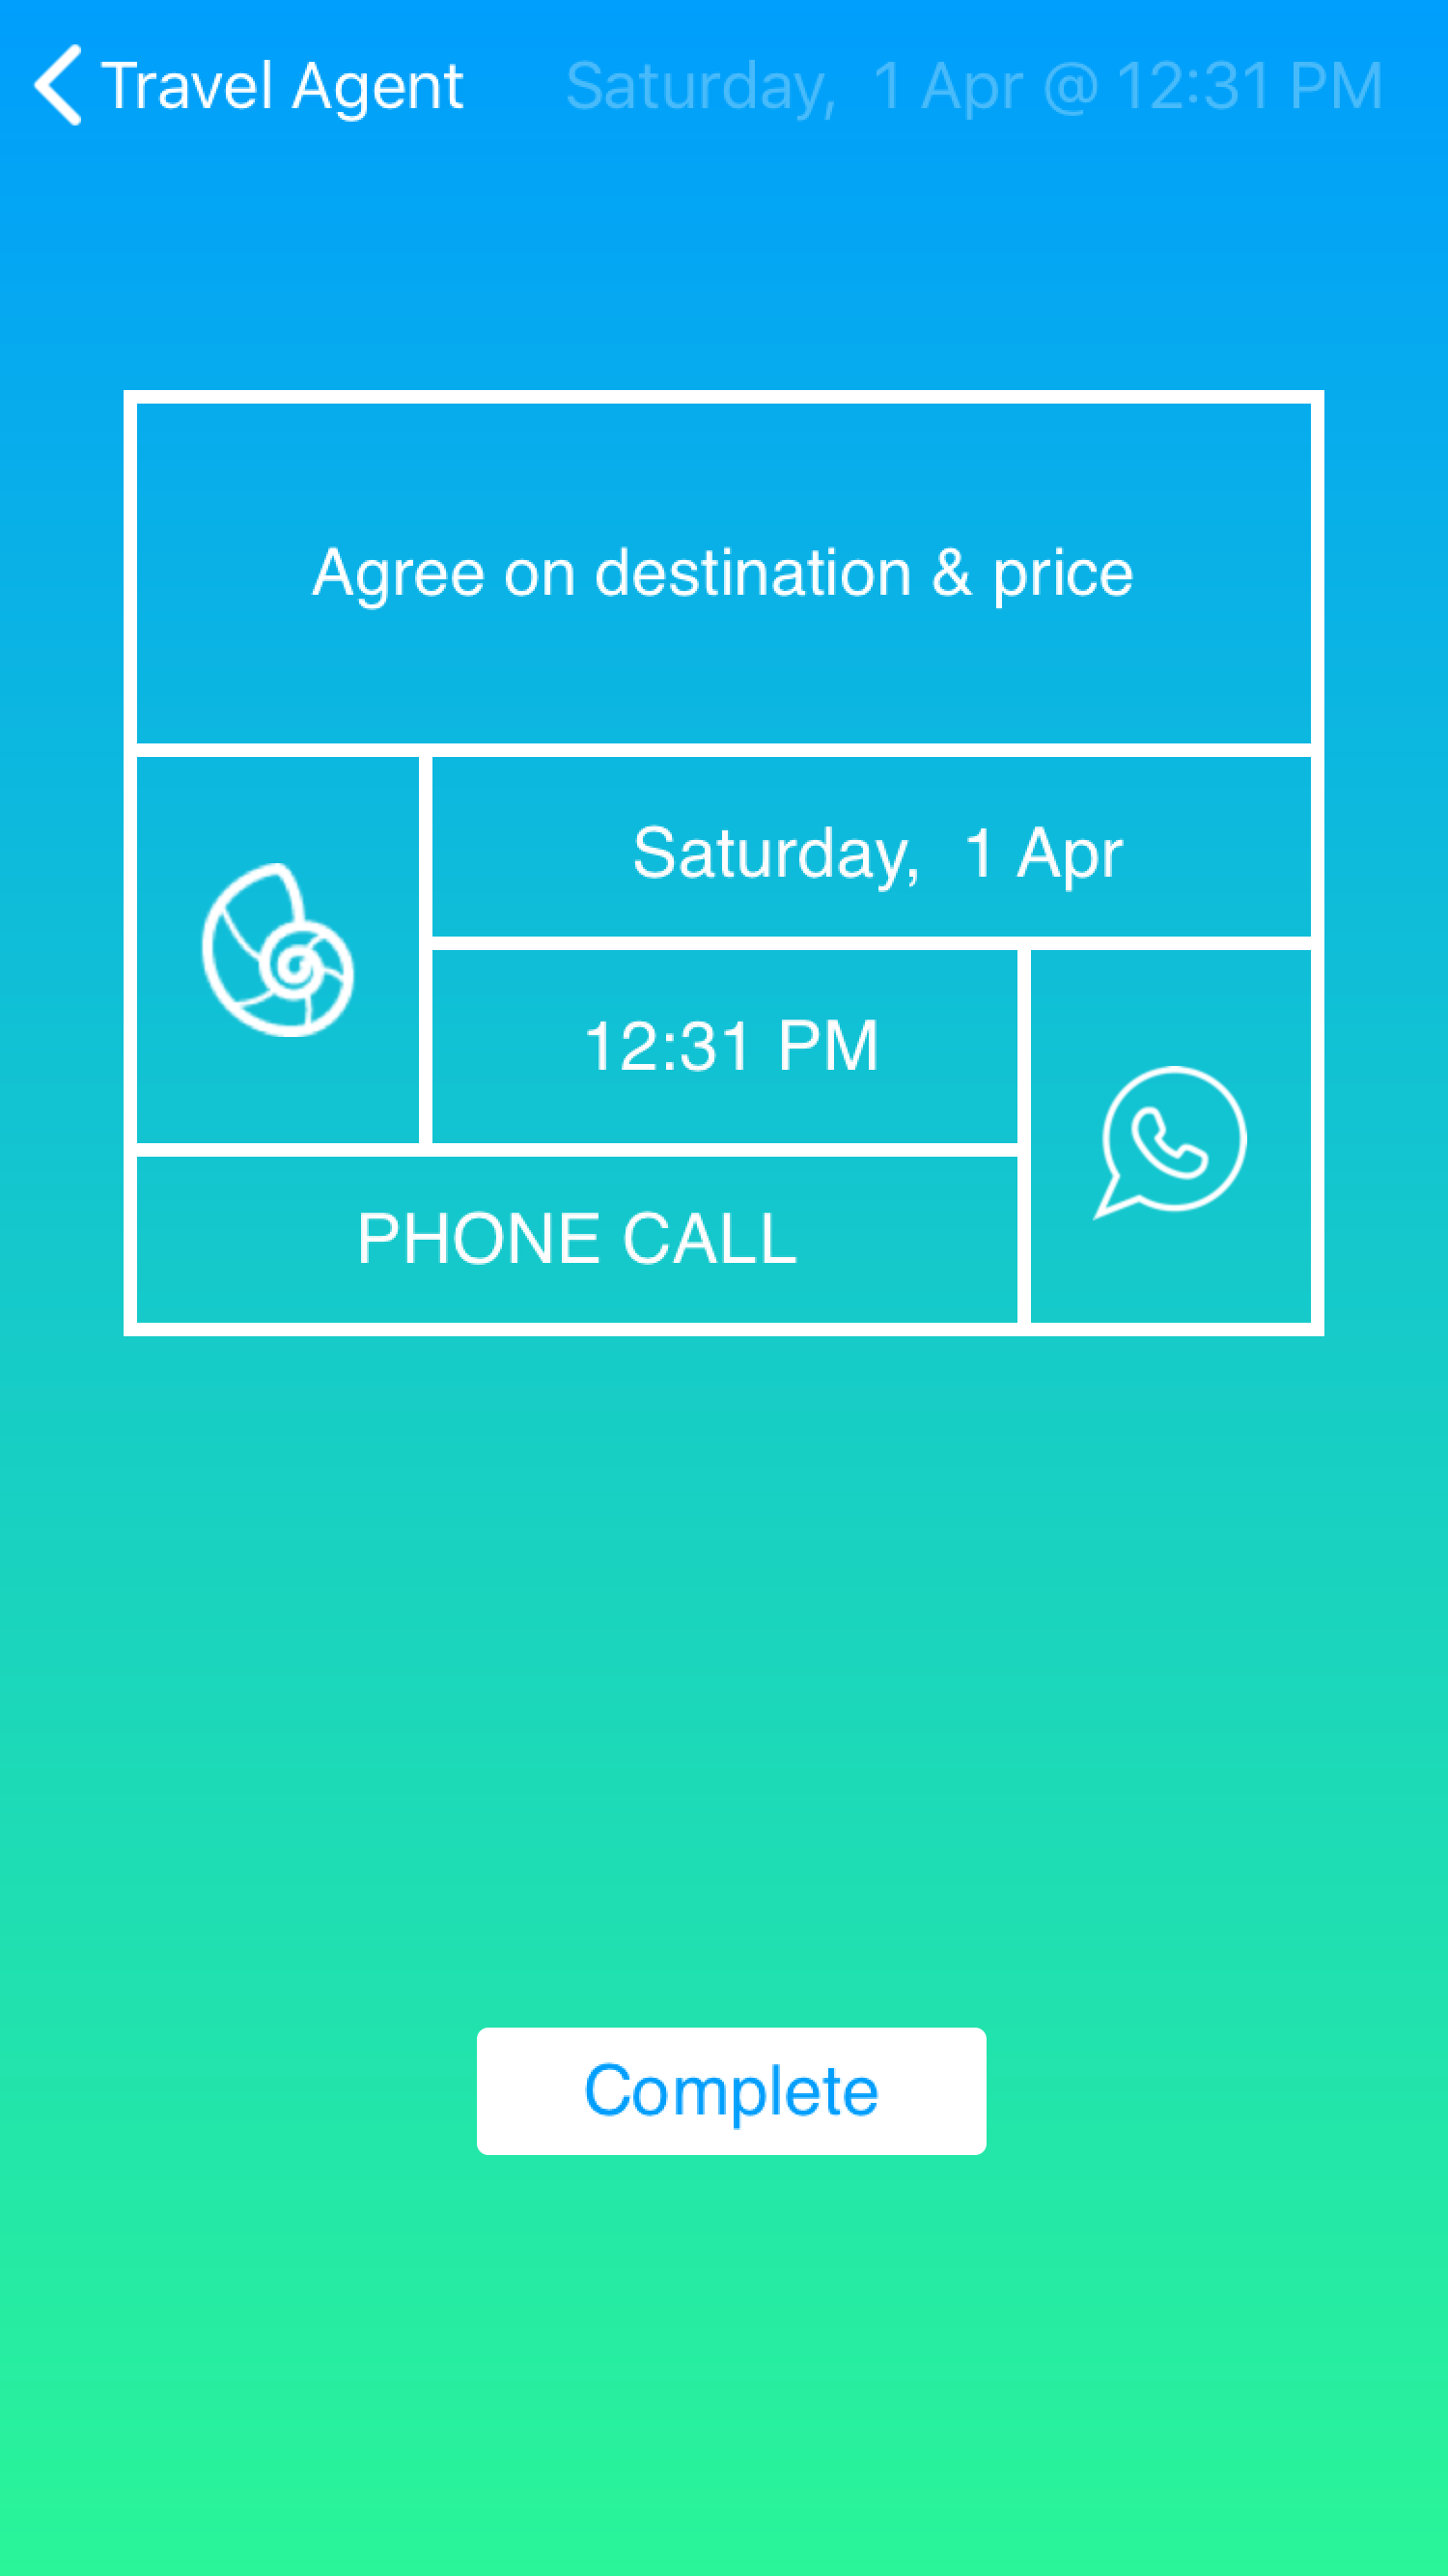 Travel Agent
Saturday,  1 Apr @ 12:31 PM
Agree on destination & price
Saturday,  1 Apr
12:31 PM
PHONE CALL
Complete